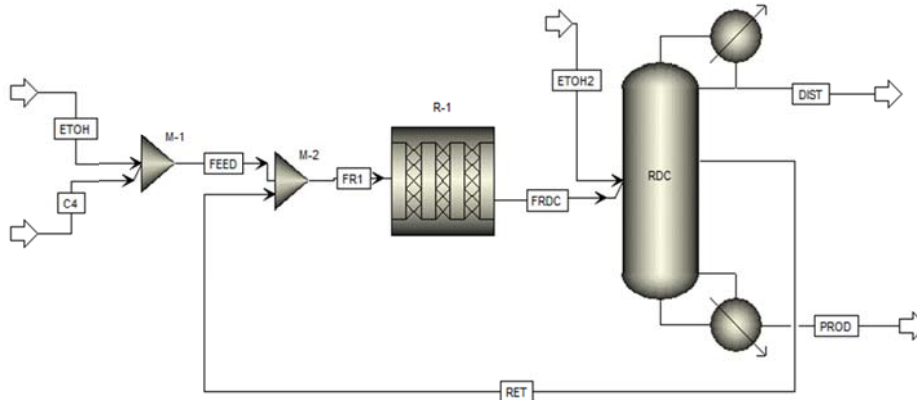 ETOH
C4
M-1
FEED
M-2
FR1
R-1
FRDC
ETOH2
RDC
DIST
PROD
RET